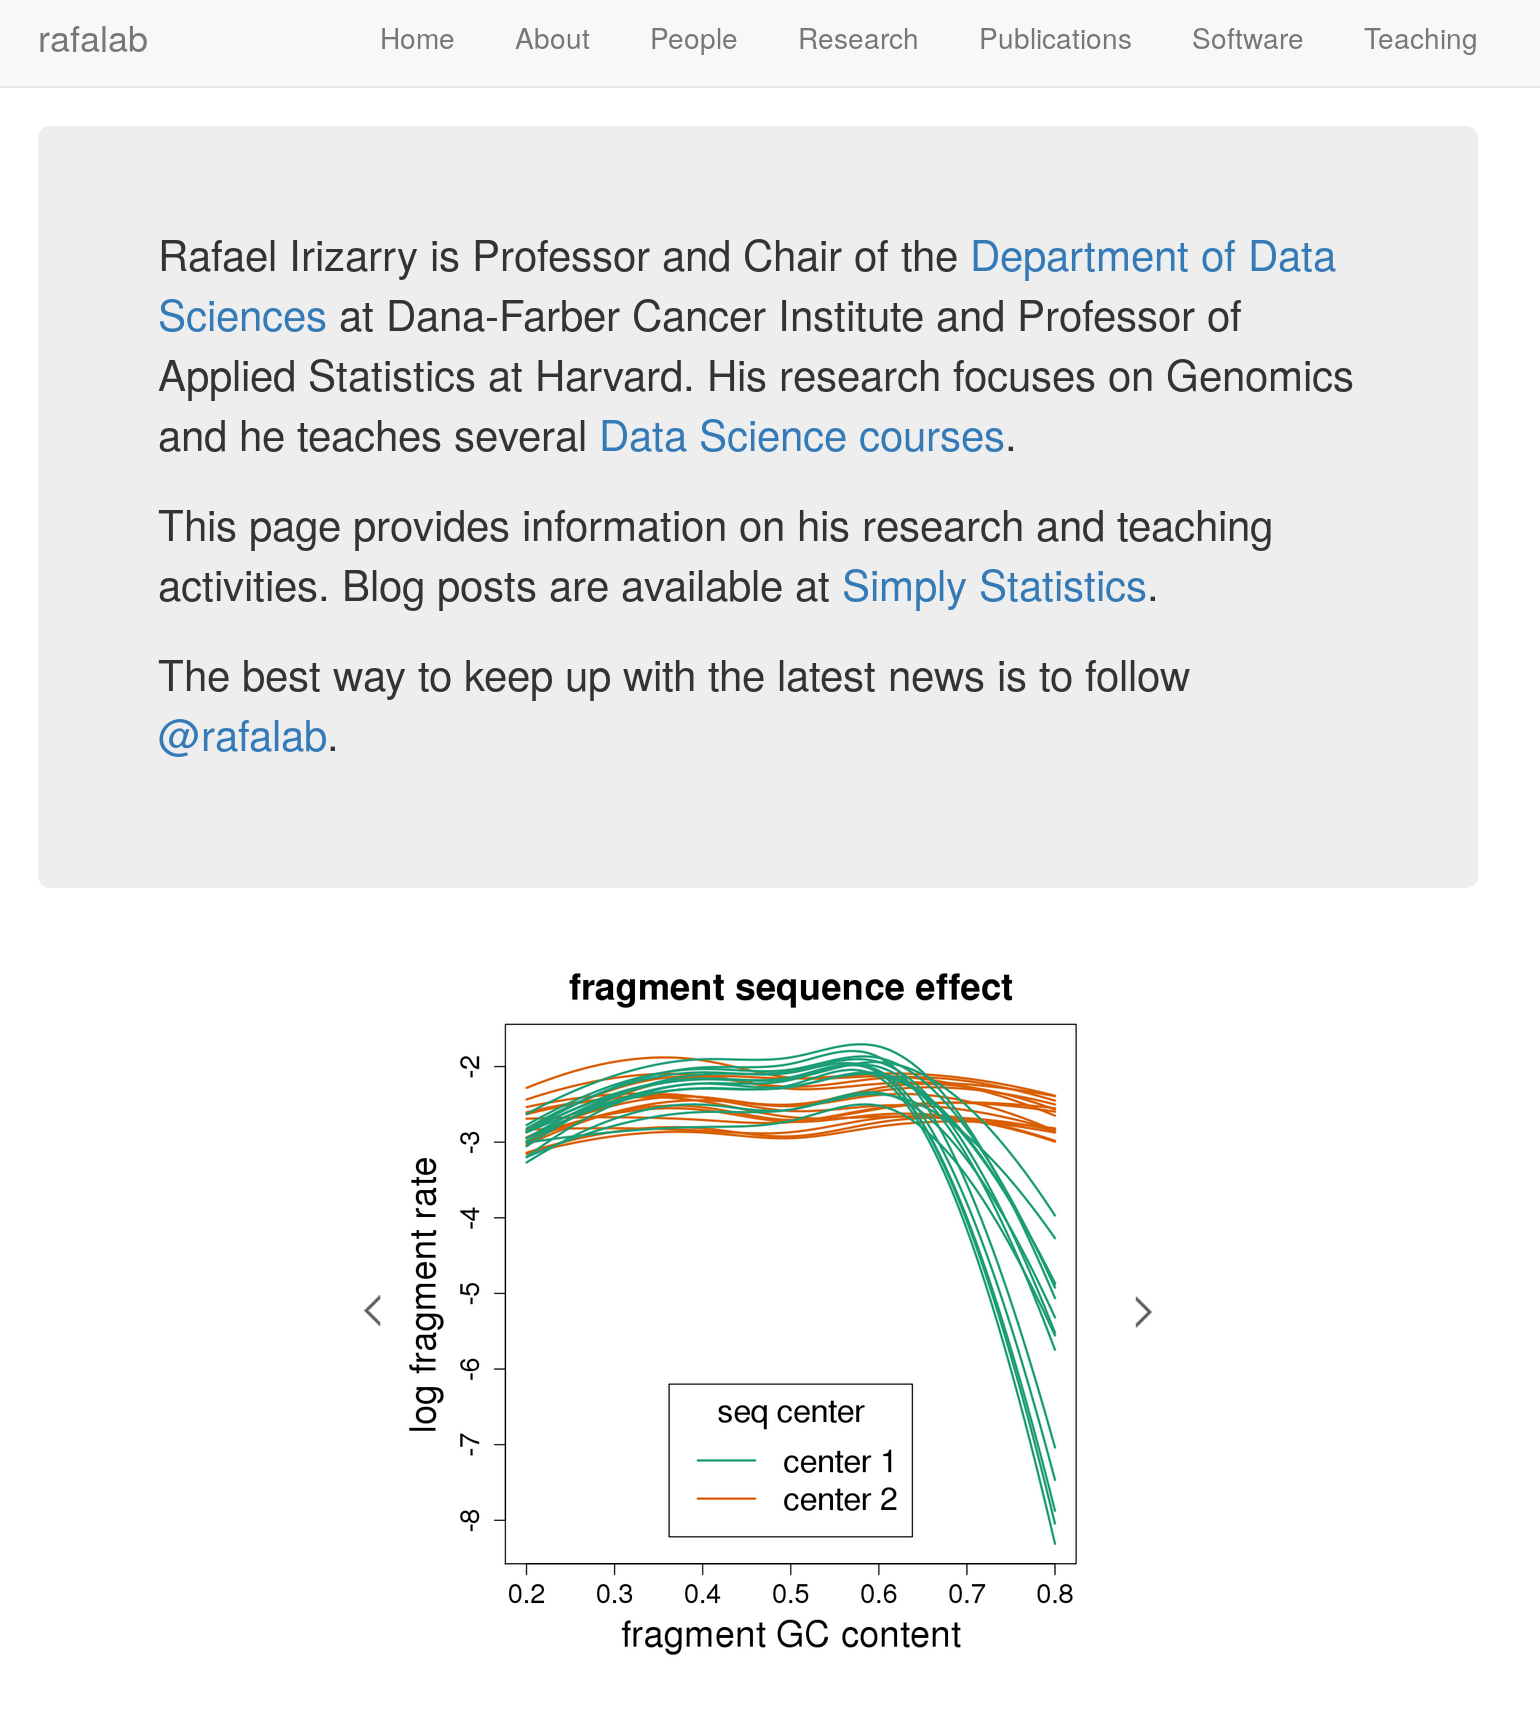 rafalab
Home About People Research Publications Software Teaching
Rafael Irizarry is Professor and Chair of the Department of Data
Sciences at Dana-Farber Cancer Institute and Professor of
Applied Statistics at Harvard. His research focuses on Genomics
and he teaches several Data Science courses.
This page provides information on his research and teaching
activities. Blog posts are available at Simply Statistics.
The best way to keep up with the latest news is to follow
@rafalab.
fragment sequence effect
log fragment rate
-2
-3
-4
-5
-6
-7
-8
seq center
center 1
center 2
0.2 0.3 0.4 0.5 0.6 0.7 0.8
fragment GC content